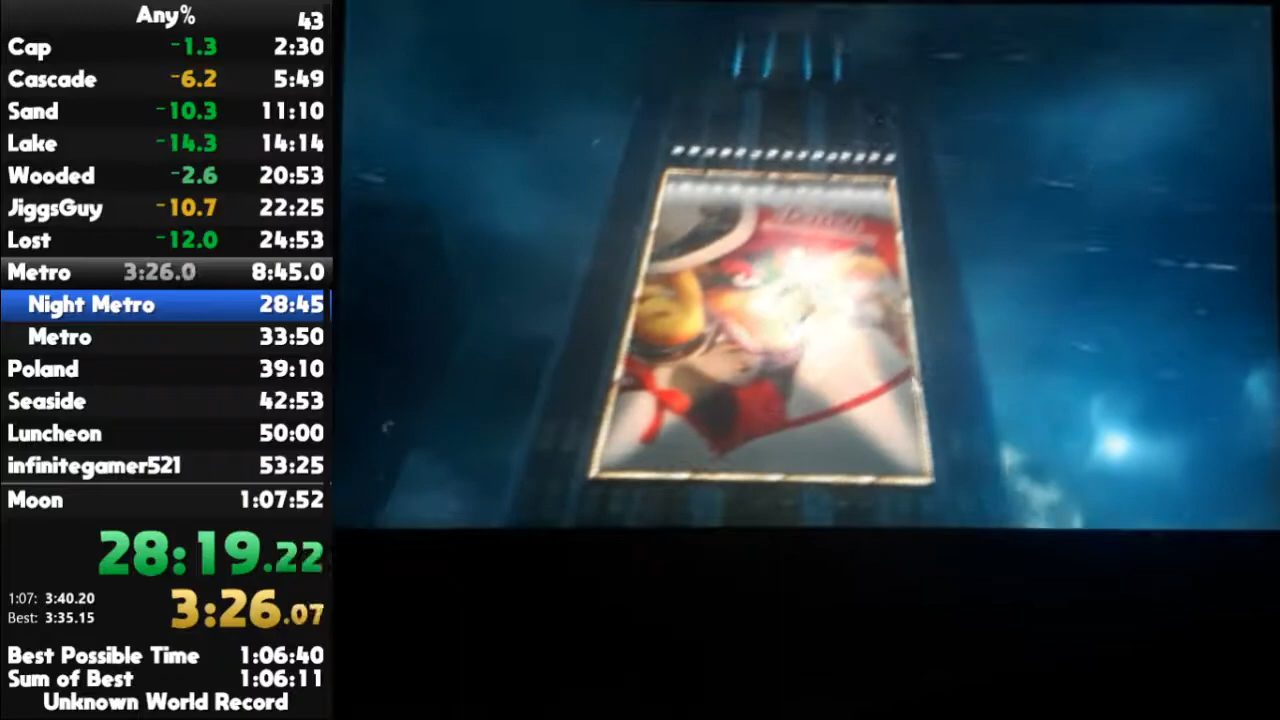 Any% 43
Cap -1.3 2:30
Cascade -6.2 5:49
Sand -10.3 11:10
Lake -14.3 14:14
Wooded -2.6 20:53
JiggsGuy -10.7 22:25
Lost -12.0 24:53
Metro 3:26.0 8:45.0
Night Metro 28:45
Metro 33:50
Poland 39:10
Seaside 42:53
Luncheon 50:00
infinitegamer521 53:25
Moon 1:07:52
28:19.22
1:07: 3:40.20
3:26.07
Best: 3:35.15
Best Possible Time 1:06:40
Sum of Best 1:06:11
Unknown World Record